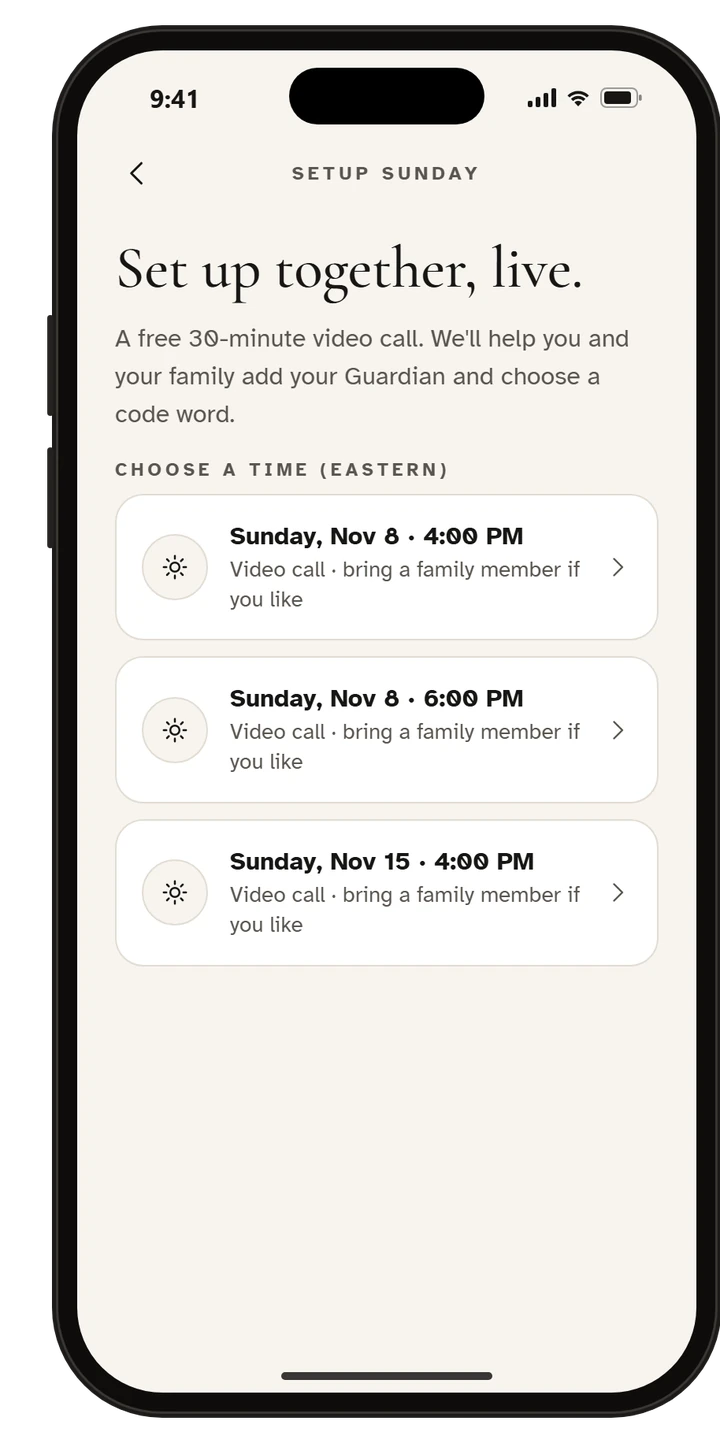 9:41
SETUP SUNDAY
Set up together, live.
A free 30-minute video call. We'll help you and
your family add your Guardian and choose a
code word.
CHOOSE A TIME (EASTERN)
Sunday, Nov 8 · 4:00 PM
Video call · bring a family member if
you like
Sunday, Nov 8 · 6:00 PM
Video call · bring a family member if
you like
Sunday, Nov 15 · 4:00 PM
Video call · bring a family member if
you like